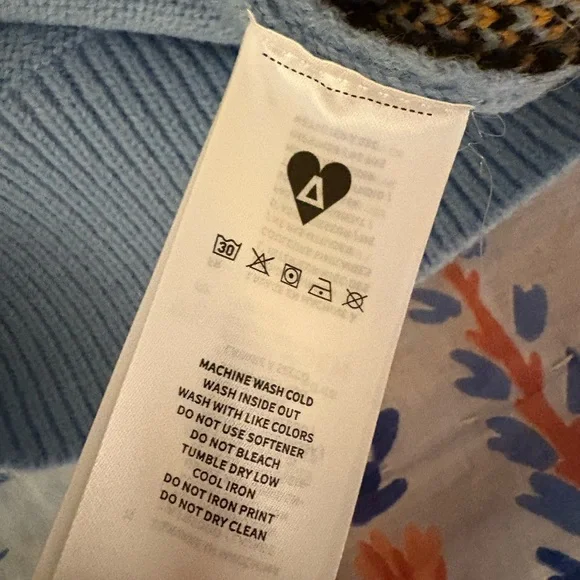 30
MACHINE WASH COLD
WASH INSIDE OUT
WASH WITH LIKE COLORS
DO NOT USE SOFTENER
DO NOT BLEACH
TUMBLE DRY LOW
COOL IRON
DO NOT IRON PRINT
DO NOT DRY CLEAN